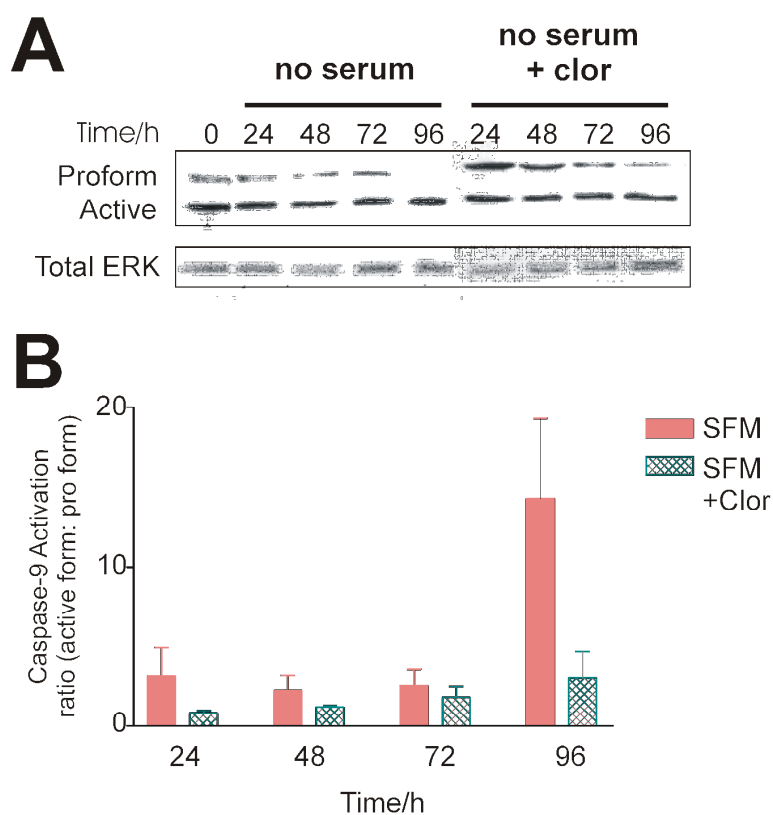 A
no serum
no serum
+ clor
Time/h 0 24 48 72 96 24 48 72 96
Proform
Active
Total ERK
B
Caspase-9 Activation
ratio (active form: pro form)
20
10
0
SFM
SFM
+Clor
24 48 72 96
Time/h